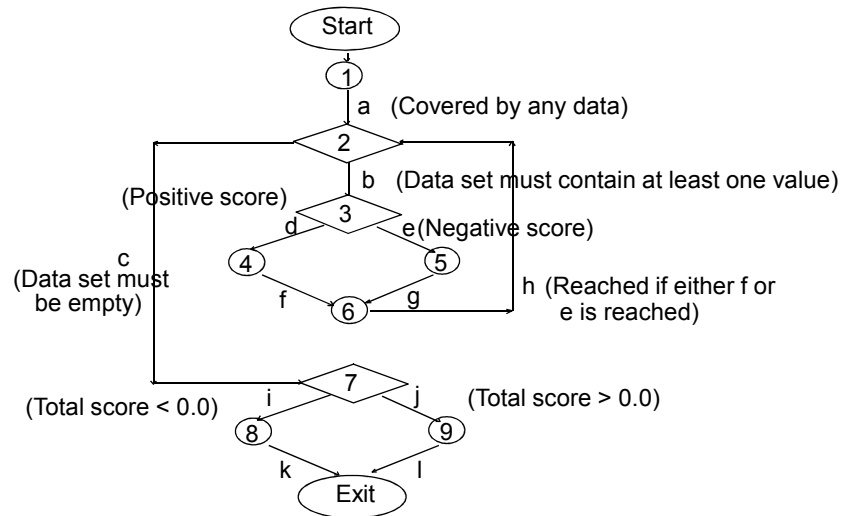 Start
1
a (Covered by any data)
2
b (Data set must contain at least one value)
(Positive score)
3
d
e(Negative score)
c
(Data set must
be empty)
4
5
f
g
h (Reached if either f or
e is reached)
6
7
i
j
(Total score < 0.0)
(Total score > 0.0)
8
9
k
l
Exit